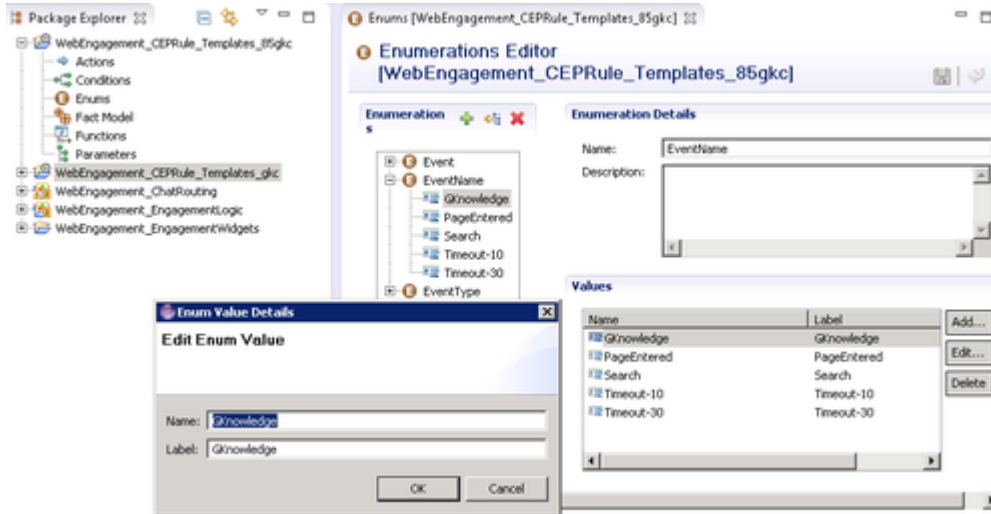 Package Explorer
WebEngagement_CEPRule_Templates_85gkc
Actions
Conditions
Enums
Fact Model
Functions
Parameters
WebEngagement_CEPRule_Templates_gkc
WebEngagement_ChatRouting
WebEngagement_EngagementLogic
WebEngagement_EngagementWidgets
Enums [WebEngagement_CEPRule_Templates_85gkc]
Enumerations Editor
[WebEngagement_CEPRule_Templates_85gkc]
Enumeration
s
Event
EventName
GKnowledge
PageEntered
Search
Timeout-10
Timeout-30
EventType
Enumeration Details
Name: EventName
Description:
Values
Name Label
GKnowledge GKnowledge
PageEntered PageEntered
Search Search
Timeout-10 Timeout-10
Timeout-30 Timeout-30
Add...
Edit...
Delete
Enum Value Details
Edit Enum Value
Name: GKnowledge
Label: GKnowledge
OK Cancel